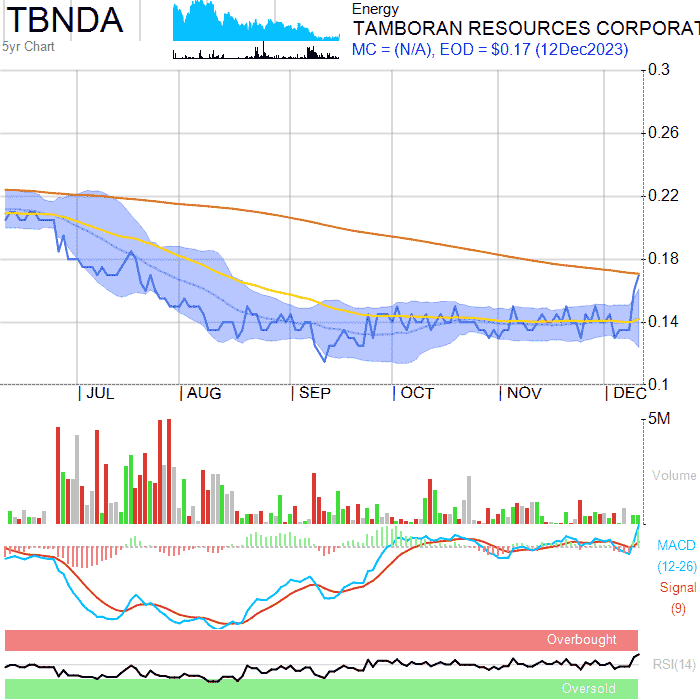 TBNDA
5yr Chart
Energy
TAMBORAN RESOURCES CORPORAT
MC = (N/A), EOD = $0.17 (12Dec2023)
0.3
0.26
0.22
0.18
0.14
0.1
| JUL | AUG | SEP | OCT | NOV | DEC
5M
Volume
MACD
(12-26)
Signal
(9)
Overbought
RSI(14)
Oversold